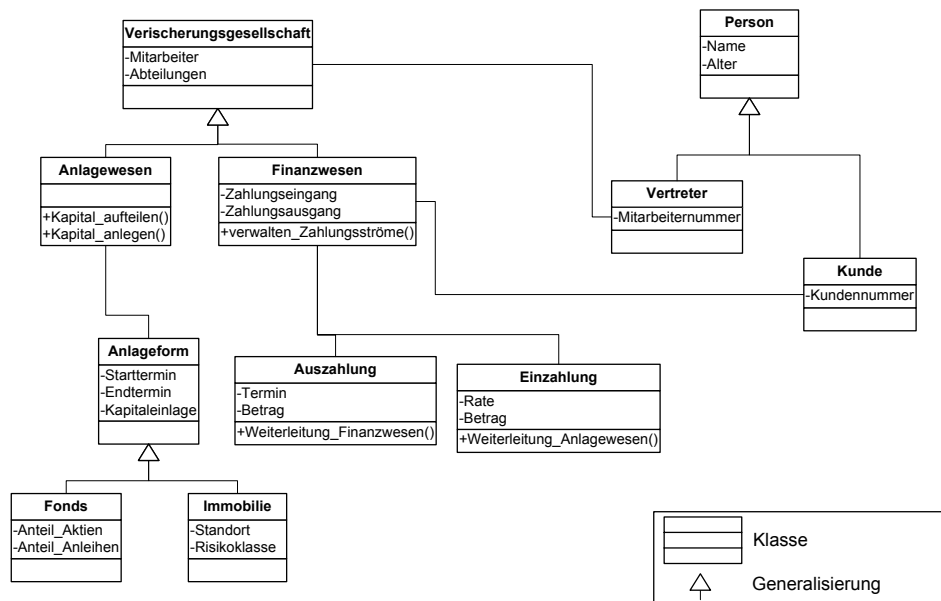 Verischerungsgesellschaft
-Mitarbeiter
-Abteilungen
Person
-Name
-Alter
Anlagewesen
+Kapital_aufteilen()
+Kapital_anlegen()
Finanzwesen
-Zahlungseingang
-Zahlungsausgang
+verwalten_Zahlungsströme()
Vertreter
-Mitarbeiternummer
Kunde
-Kundennummer
Anlageform
-Starttermin
-Endtermin
-Kapitaleinlage
Auszahlung
-Termin
-Betrag
+Weiterleitung_Finanzwesen()
Einzahlung
-Rate
-Betrag
+Weiterleitung_Anlagewesen()
Fonds
-Anteil_Aktien
-Anteil_Anleihen
Immobilie
-Standort
-Risikoklasse
Klasse
Generalisierung